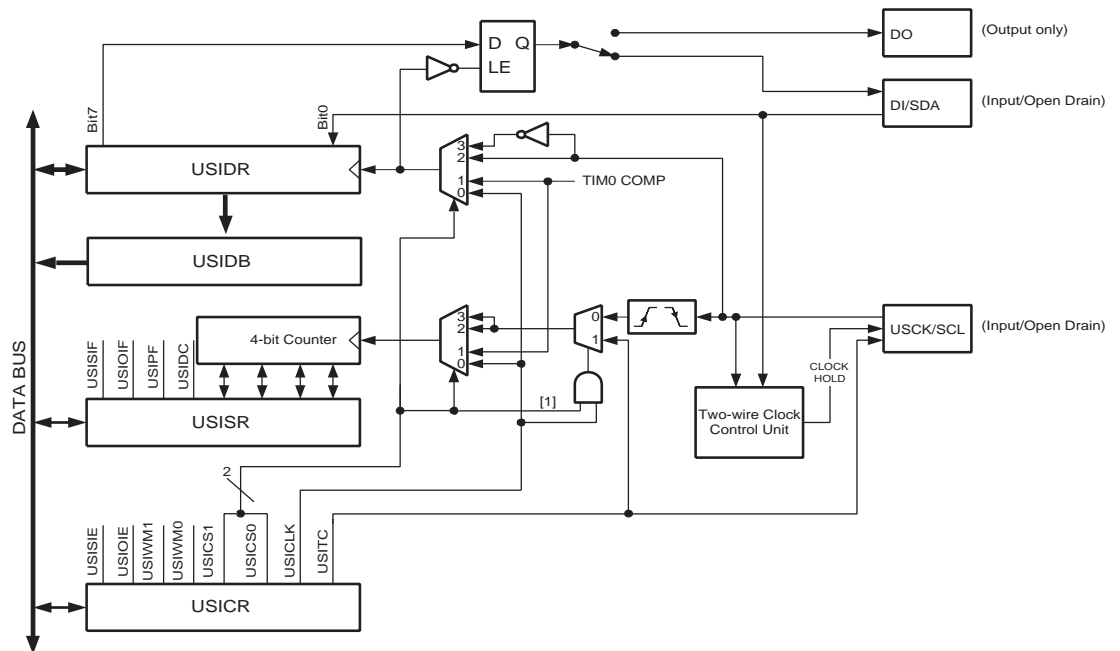 D Q
LE
DO
(Output only)
DI/SDA
(Input/Open Drain)
Bit7
Bit0
USIDR
3
2
1
0
TIM0 COMP
USIDB
DATA BUS
4-bit Counter
3
2
1
0
0
1
USCK/SCL
(Input/Open Drain)
CLOCK
HOLD
USISIF
USIOIF
USIPF
USIDC
[1]
USISR
Two-wire Clock
Control Unit
2
USISIE
USIOIE
USIWM1
USIWM0
USICS1
USICS0
USICLK
USITC
USICR